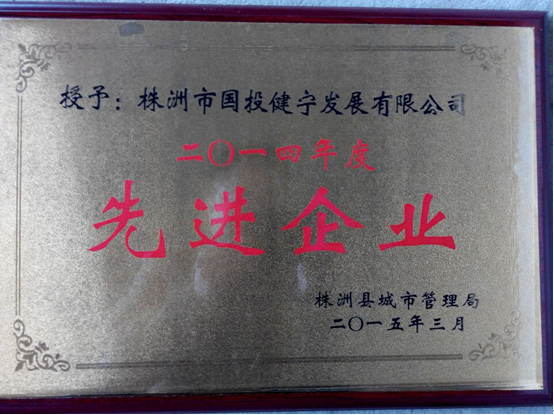 授予：株洲市国投健宁发展有限公司
二〇一四年度
先进企业
株洲县城市管理局
二〇一五年三月